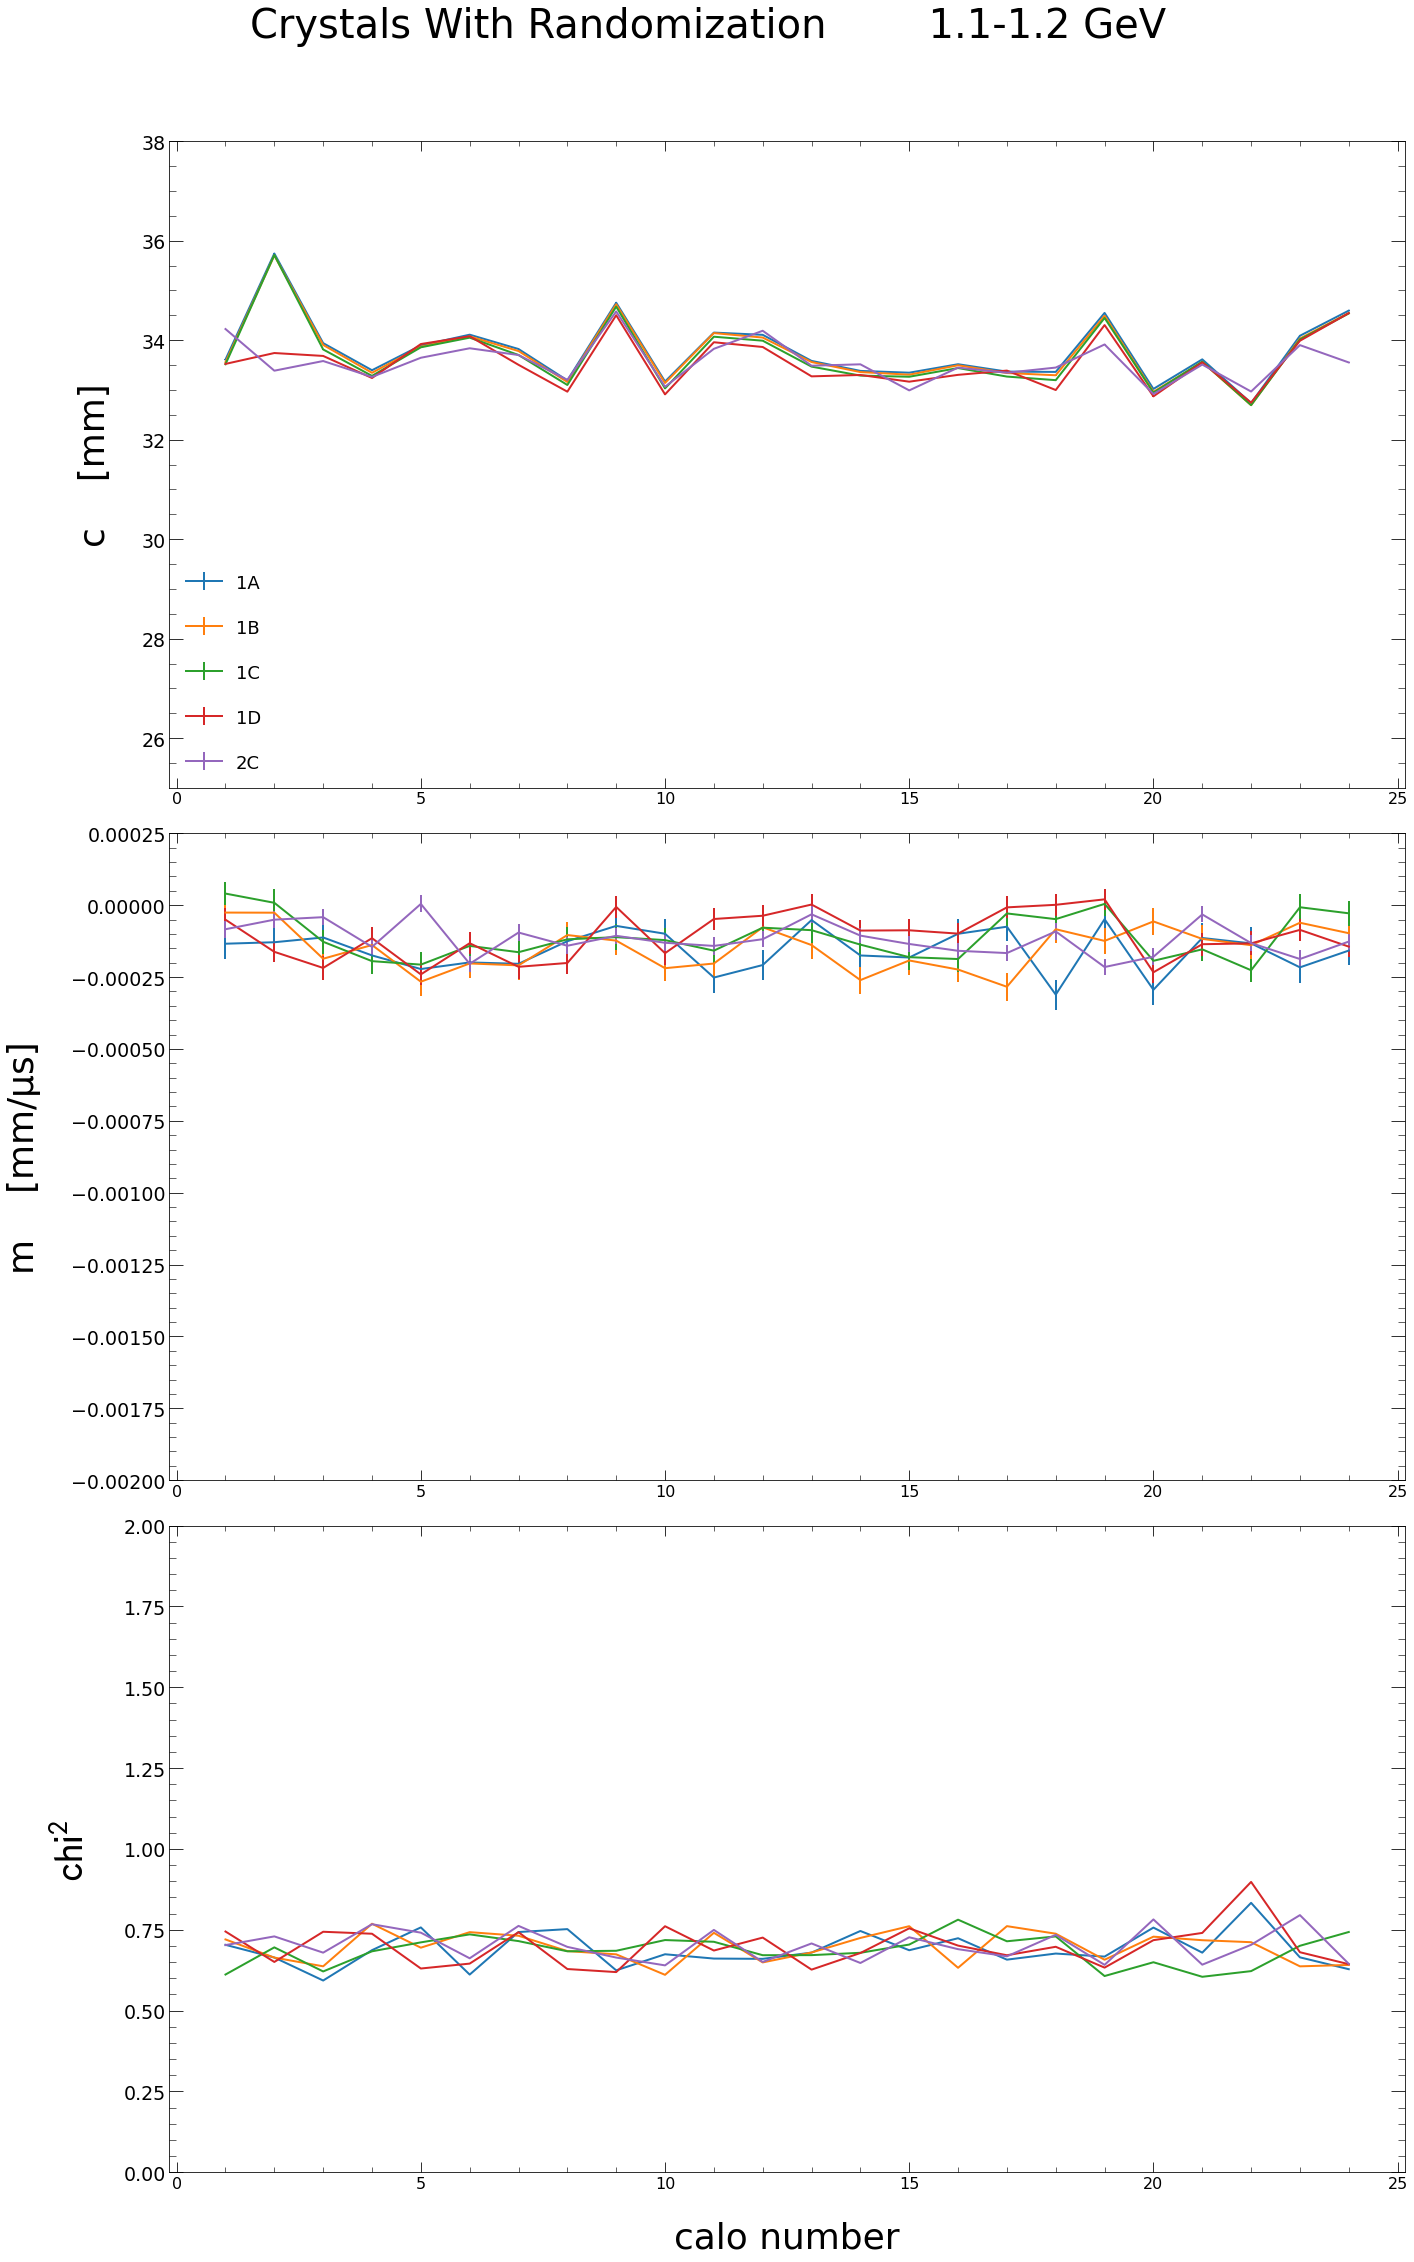 Crystals With Randomization 1.1-1.2 GeV
38
36
34
32
30
28
26
c [mm]
1A
1B
1C
1D
2C
0 5 10 15 20 25
0.00025
0.00000
−0.00025
−0.00050
−0.00075
−0.00100
−0.00125
−0.00150
−0.00175
−0.00200
m [mm/μs]
0 5 10 15 20 25
2.00
1.75
1.50
1.25
1.00
0.75
0.50
0.25
0.00
chi²
0 5 10 15 20 25
calo number